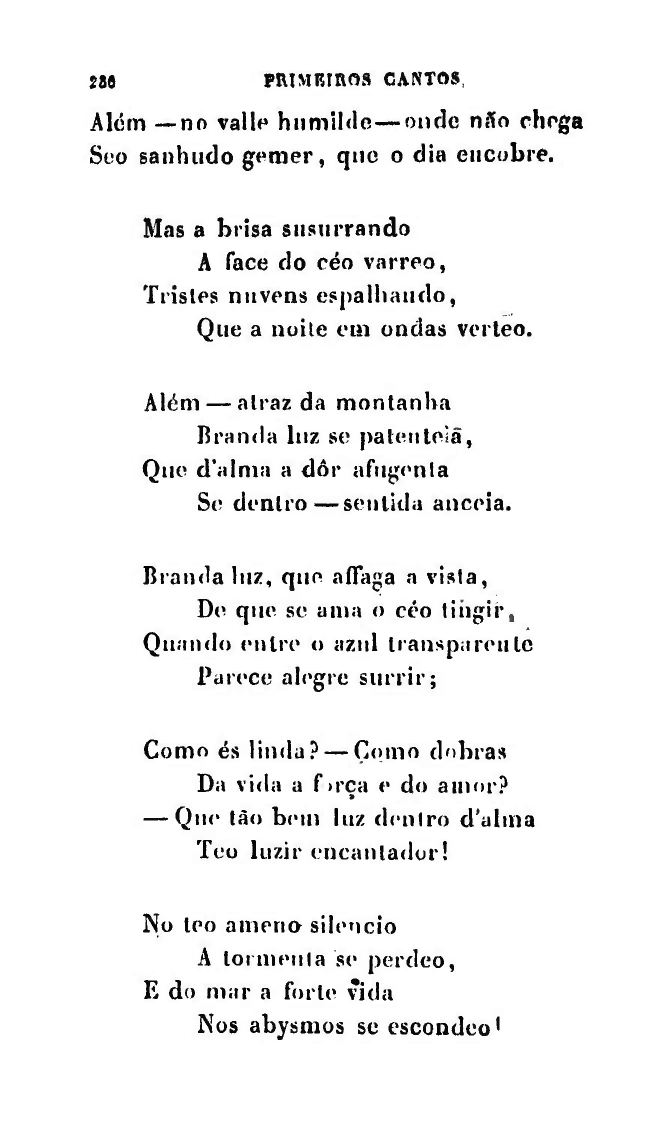 286 PRIMEIROS CANTOS.
Além — no valle humilde — onde não chega
Seo sanhudo gemer, que o dia encobre.
Mas a brisa susurrando
A face do céo varreo,
Tristes nuvens espalhando,
Que a noite em ondas verteo.
Além — atraz da montanha
Branda luz se patenteia,
Que d'alma a dôr afugenta
Se dentro — sentida anceia.
Branda luz, que affaga a vista,
De que se ama o céo tingir,
Quando entre o azul transparente
Parece alegre surrir;
Como és linda? — Como dobras
Da vida a força e do amor?
— Que tão bem luz dentro d'alma
Teo luzir encantador!
No teo ameno silencio
A tormenta se perdeo,
E do mar a forte vida
Nos abysmos se escondeo!